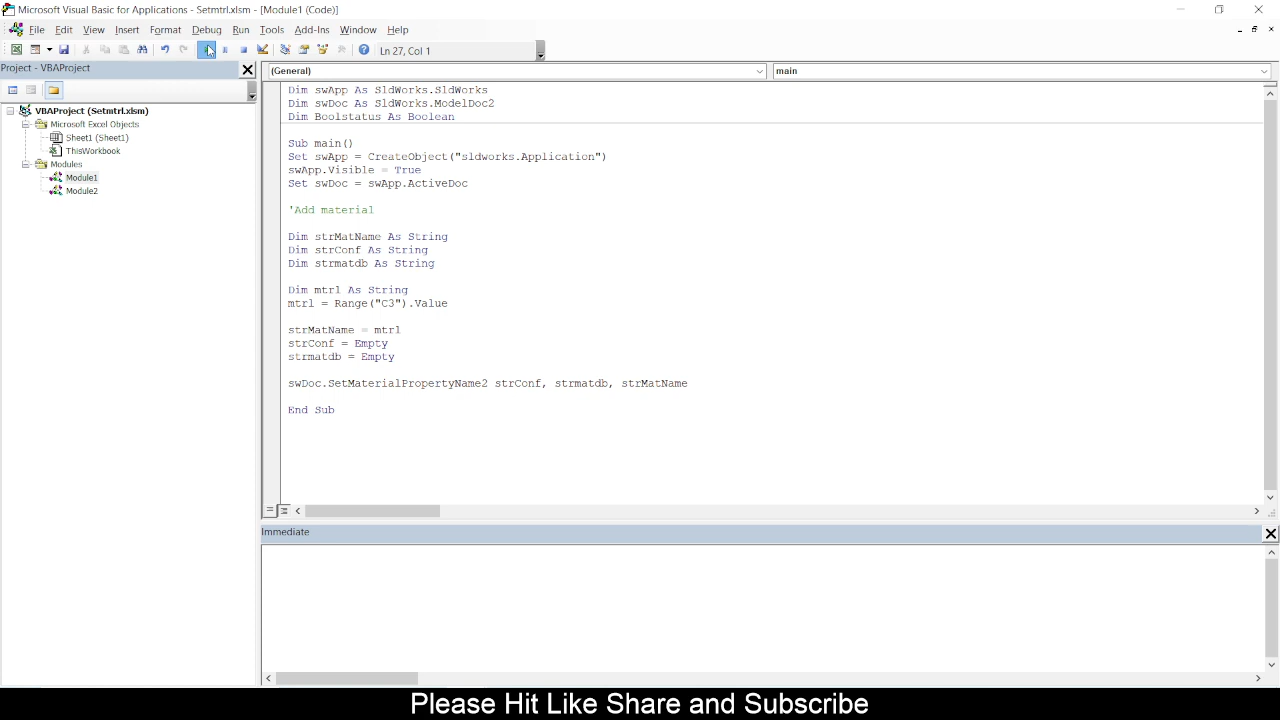 Microsoft Visual Basic for Applications - Setmtrl.xlsm - [Module1 (Code)]
File Edit View Insert Format Debug Run Tools Add-Ins Window Help
Ln 27, Col 1
Project - VBAProject
(General)
main
VBAProject (Setmtrl.xlsm)
Microsoft Excel Objects
Sheet1 (Sheet1)
ThisWorkbook
Modules
Module1
Module2
Dim swApp As SldWorks.SldWorks
Dim swDoc As SldWorks.ModelDoc2
Dim Boolstatus As Boolean
Sub main()
Set swApp = CreateObject("sldworks.Application")
swApp.Visible = True
Set swDoc = swApp.ActiveDoc
'Add material
Dim strMatName As String
Dim strConf As String
Dim strmatdb As String
Dim mtrl As String
mtrl = Range("C3").Value
strMatName = mtrl
strConf = Empty
strmatdb = Empty
swDoc.SetMaterialPropertyName2 strConf, strmatdb, strMatName
End Sub
Immediate
Please Hit Like Share and Subscribe